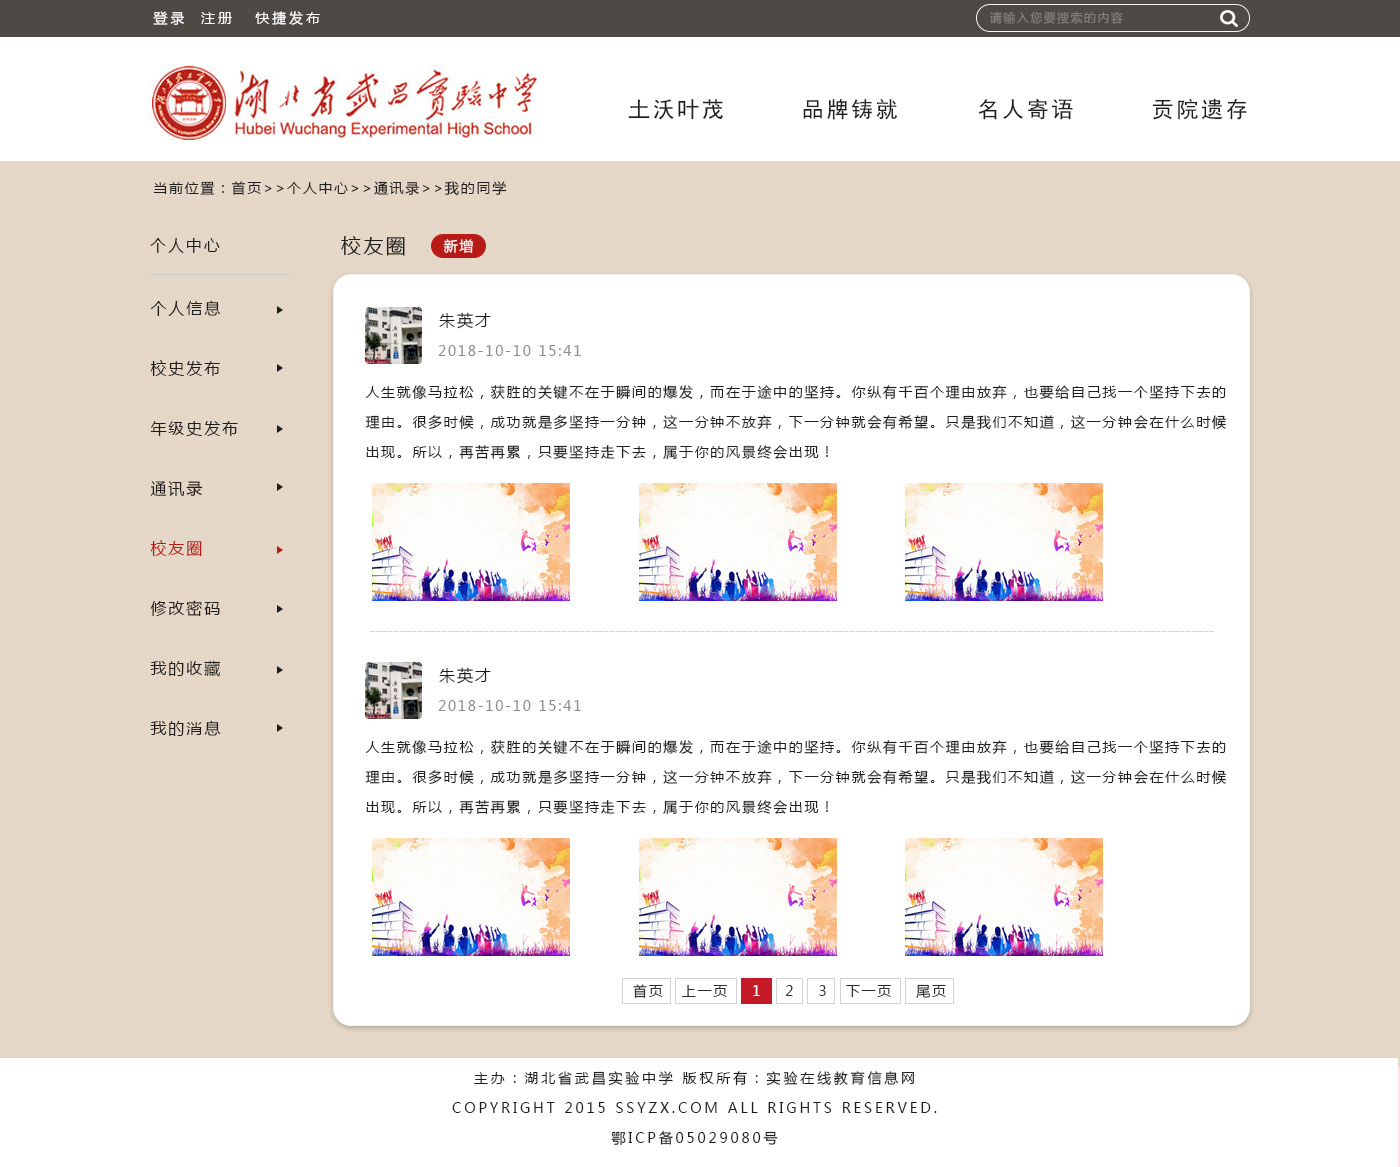 登录 注册 快捷发布
请输入您要搜索的内容
湖北省武昌实验中学
Hubei Wuchang Experimental High School
土沃叶茂 品牌铸就 名人寄语 贡院遗存
当前位置：首页>>个人中心>>通讯录>>我的同学
个人中心
个人信息
校史发布
年级史发布
通讯录
校友圈
修改密码
我的收藏
我的消息
校友圈 新增
朱英才
2018-10-10 15:41
人生就像马拉松，获胜的关键不在于瞬间的爆发，而在于途中的坚持。你纵有千百个理由放弃，也要给自己找一个坚持下去的
理由。很多时候，成功就是多坚持一分钟，这一分钟不放弃，下一分钟就会有希望。只是我们不知道，这一分钟会在什么时候
出现。所以，再苦再累，只要坚持走下去，属于你的风景终会出现！
朱英才
2018-10-10 15:41
人生就像马拉松，获胜的关键不在于瞬间的爆发，而在于途中的坚持。你纵有千百个理由放弃，也要给自己找一个坚持下去的
理由。很多时候，成功就是多坚持一分钟，这一分钟不放弃，下一分钟就会有希望。只是我们不知道，这一分钟会在什么时候
出现。所以，再苦再累，只要坚持走下去，属于你的风景终会出现！
首页 上一页 1 2 3 下一页 尾页
主办：湖北省武昌实验中学 版权所有：实验在线教育信息网
COPYRIGHT 2015 SSYZX.COM ALL RIGHTS RESERVED.
鄂ICP备05029080号